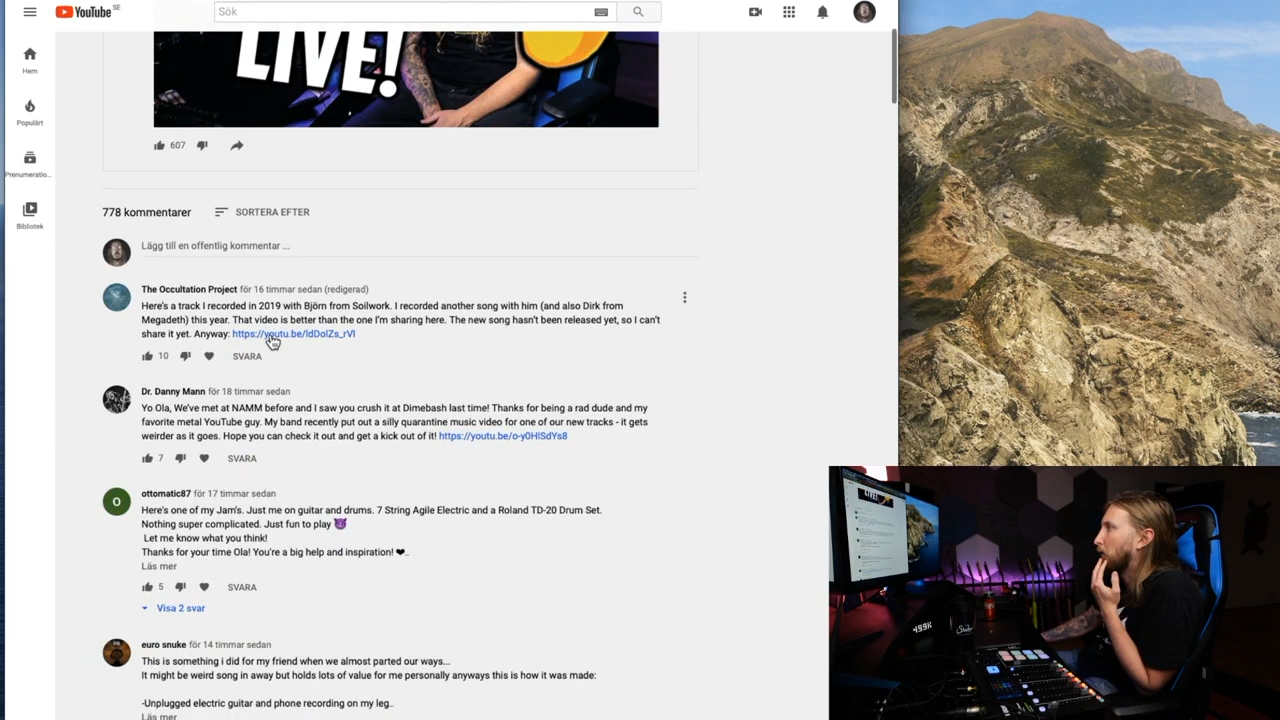 YouTube SE
Sök
Hem
Populärt
Prenumeratio...
Bibliotek
LIVE!
607
778 kommentarer
SORTERA EFTER
Lägg till en offentlig kommentar ...
The Occultation Project för 16 timmar sedan (redigerad)
Here's a track I recorded in 2019 with Björn from Soilwork. I recorded another song with him (and also Dirk from
Megadeth) this year. That video is better than the one I'm sharing here. The new song hasn't been released yet, so I can't
share it yet. Anyway: https://youtu.be/ldDolZs_rVI
10
SVARA
Dr. Danny Mann för 18 timmar sedan
Yo Ola, We've met at NAMM before and I saw you crush it at Dimebash last time! Thanks for being a rad dude and my
favorite metal YouTube guy. My band recently put out a silly quarantine music video for one of our new tracks - it gets
weirder as it goes. Hope you can check it out and get a kick out of it! https://youtu.be/o-y0HlSdYs8
7
SVARA
O
ottomatic87 för 17 timmar sedan
Here's one of my Jam's. Just me on guitar and drums. 7 String Agile Electric and a Roland TD-20 Drum Set.
Nothing super complicated. Just fun to play 😈
Let me know what you think!
Thanks for your time Ola! You're a big help and inspiration! ❤..
Läs mer
5
SVARA
Visa 2 svar
euro snuke för 14 timmar sedan
This is something i did for my friend when we almost parted our ways...
It might be weird song in away but holds lots of value for me personally anyways this is how it was made:
-Unplugged electric guitar and phone recording on my leg..
Läs mer
LIVE!
499K